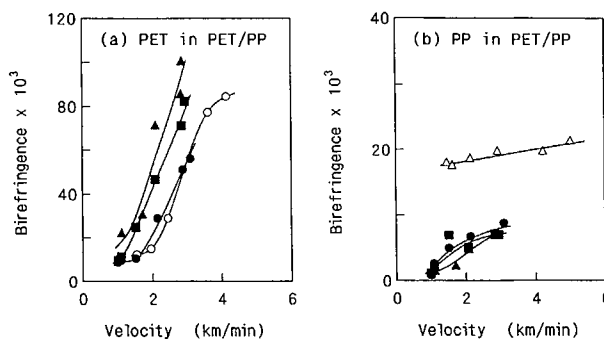 (a) PET in PET/PP
Birefringence × 10³
120
80
40
0
0
2
4
6
Velocity (km/min)
(b) PP in PET/PP
Birefringence × 10³
40
20
0
0
2
4
6
Velocity (km/min)